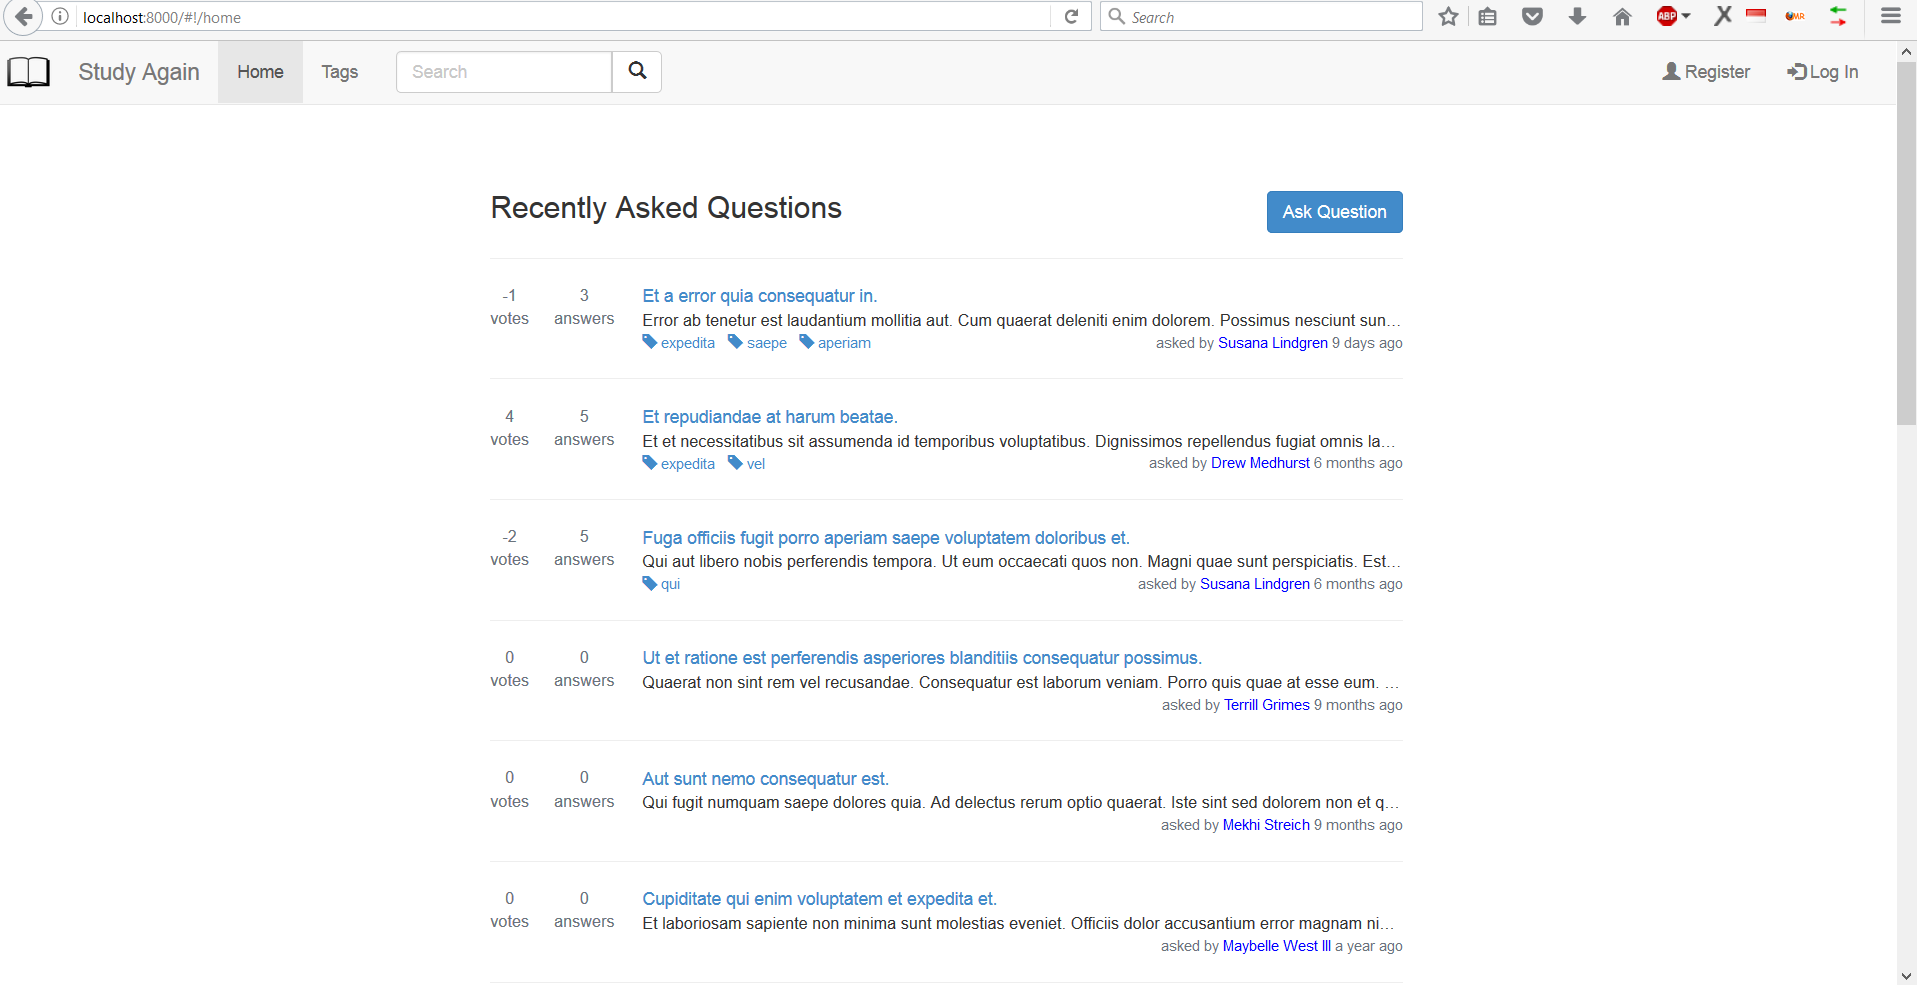 localhost:8000/#!/home
Search
ABP
Study Again
Home
Tags
Search
Register
Log In
Recently Asked Questions
Ask Question
-1 votes
3 answers
Et a error quia consequatur in.
Error ab tenetur est laudantium mollitia aut. Cum quaerat deleniti enim dolorem. Possimus nesciunt sun…
expedita saepe aperiam
asked by Susana Lindgren 9 days ago
4 votes
5 answers
Et repudiandae at harum beatae.
Et et necessitatibus sit assumenda id temporibus voluptatibus. Dignissimos repellendus fugiat omnis la…
expedita vel
asked by Drew Medhurst 6 months ago
-2 votes
5 answers
Fuga officiis fugit porro aperiam saepe voluptatem doloribus et.
Qui aut libero nobis perferendis tempora. Ut eum occaecati quos non. Magni quae sunt perspiciatis. Est…
qui
asked by Susana Lindgren 6 months ago
0 votes
0 answers
Ut et ratione est perferendis asperiores blanditiis consequatur possimus.
Quaerat non sint rem vel recusandae. Consequatur est laborum veniam. Porro quis quae at esse eum. …
asked by Terrill Grimes 9 months ago
0 votes
0 answers
Aut sunt nemo consequatur est.
Qui fugit numquam saepe dolores quia. Ad delectus rerum optio quaerat. Iste sint sed dolorem non et q…
asked by Mekhi Streich 9 months ago
0 votes
0 answers
Cupiditate qui enim voluptatem et expedita et.
Et laboriosam sapiente non minima sunt molestias eveniet. Officiis dolor accusantium error magnam ni…
asked by Maybelle West III a year ago